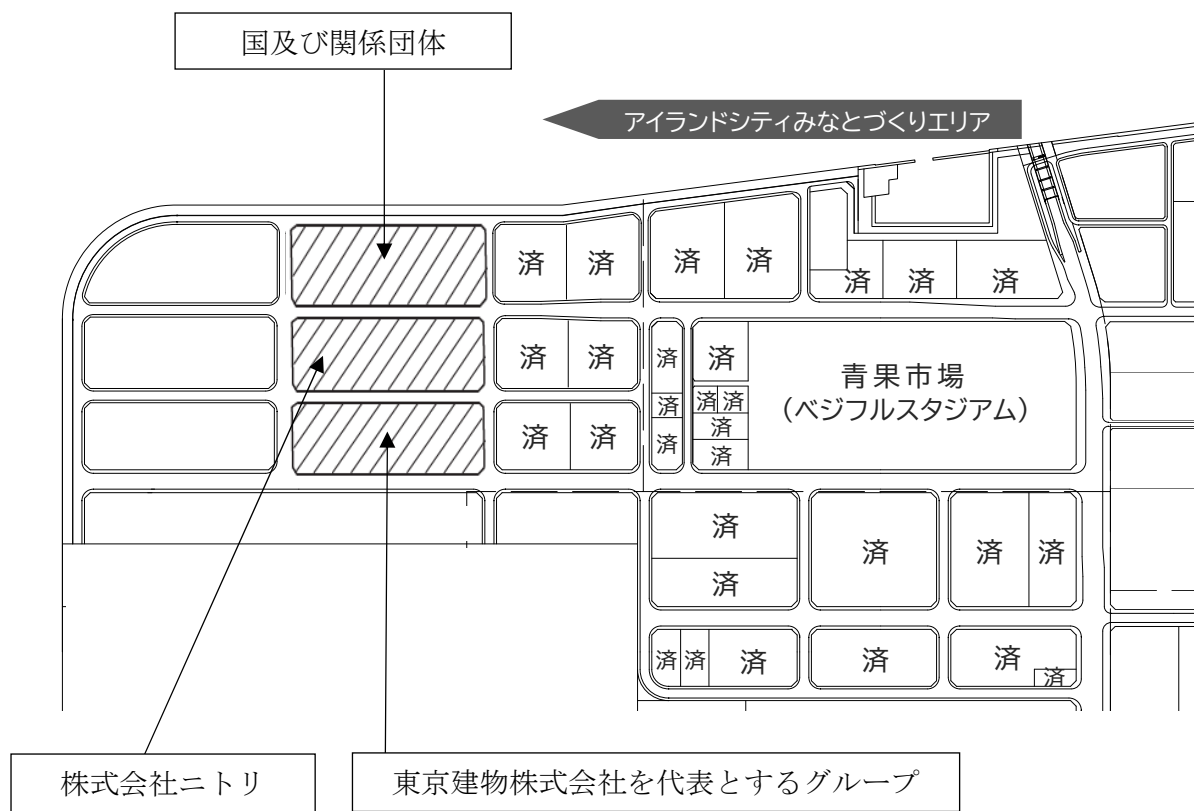 国及び関係団体
アイランドシティみなとづくりエリア
済 済 済 済 済 済 済
済 済 済 済
済 済 済
済
済
済 済 済
済
青果市場
(ベジフルスタジアム)
済
済
済 済 済
済 済 済 済 済 済
株式会社ニトリ
東京建物株式会社を代表とするグループ